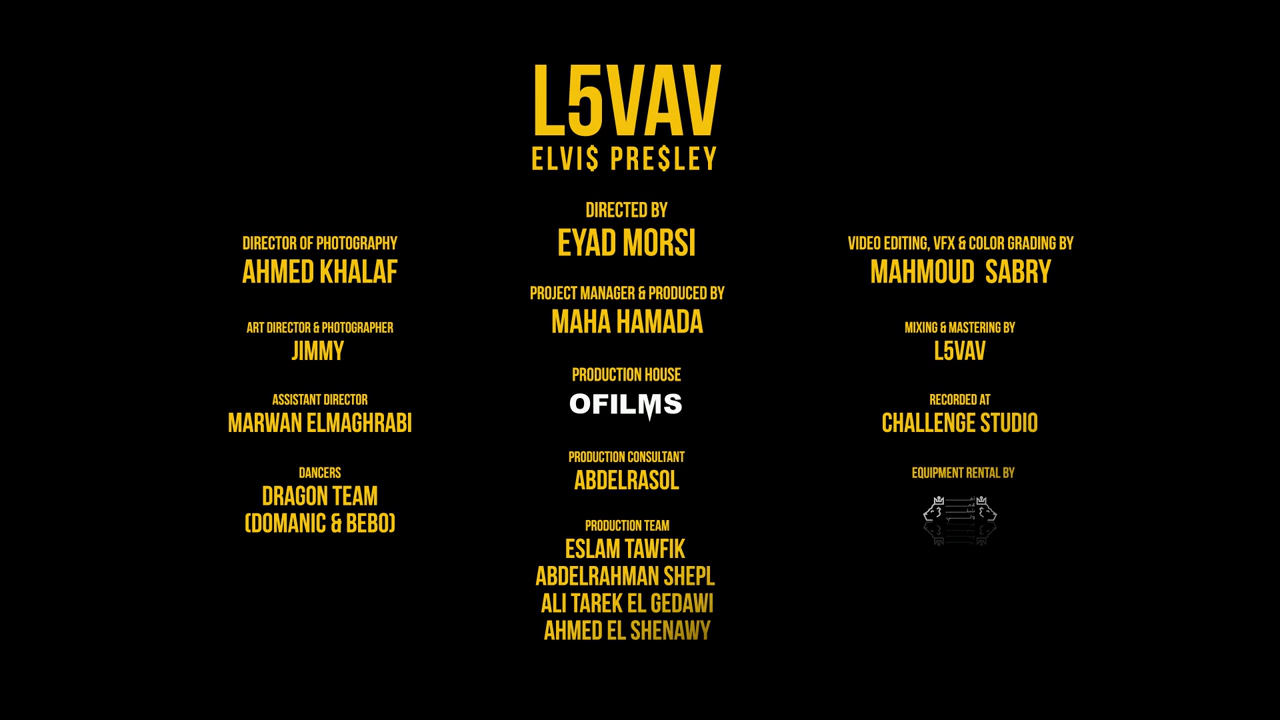 L5VAV
ELVI$ PRE$LEY
DIRECTED BY
EYAD MORSI
PROJECT MANAGER & PRODUCED BY
MAHA HAMADA
PRODUCTION HOUSE
OFILMS
PRODUCTION CONSULTANT
ABDELRASOL
PRODUCTION TEAM
ESLAM TAWFIK
ABDELRAHMAN SHEPL
ALI TAREK EL GEDAWI
AHMED EL SHENAWY
DIRECTOR OF PHOTOGRAPHY
AHMED KHALAF
ART DIRECTOR & PHOTOGRAPHER
JIMMY
ASSISTANT DIRECTOR
MARWAN ELMAGHRABI
DANCERS
DRAGON TEAM
(DOMANIC & BEBO)
VIDEO EDITING, VFX & COLOR GRADING BY
MAHMOUD SABRY
MIXING & MASTERING BY
L5VAV
RECORDED AT
CHALLENGE STUDIO
EQUIPMENT RENTAL BY